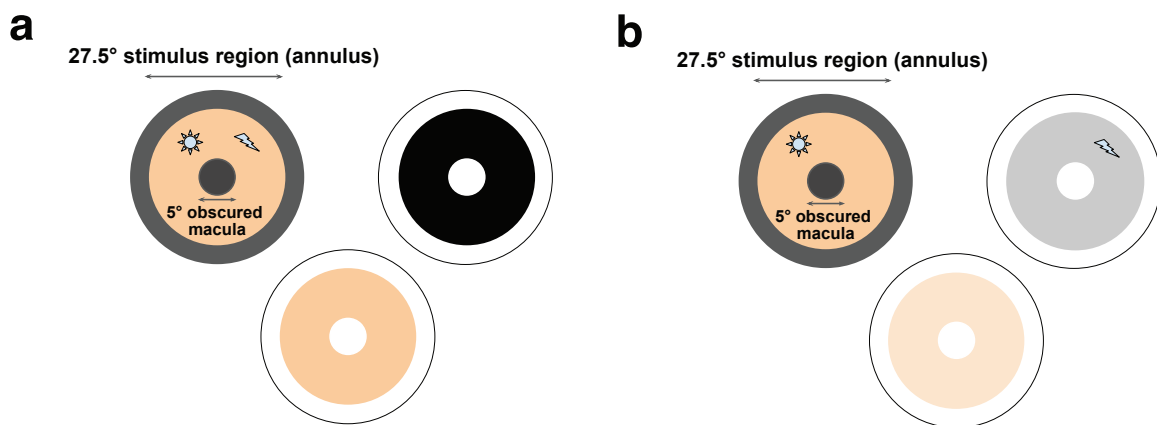 a
27.5° stimulus region (annulus)
5° obscured
macula
b
27.5° stimulus region (annulus)
5° obscured
macula